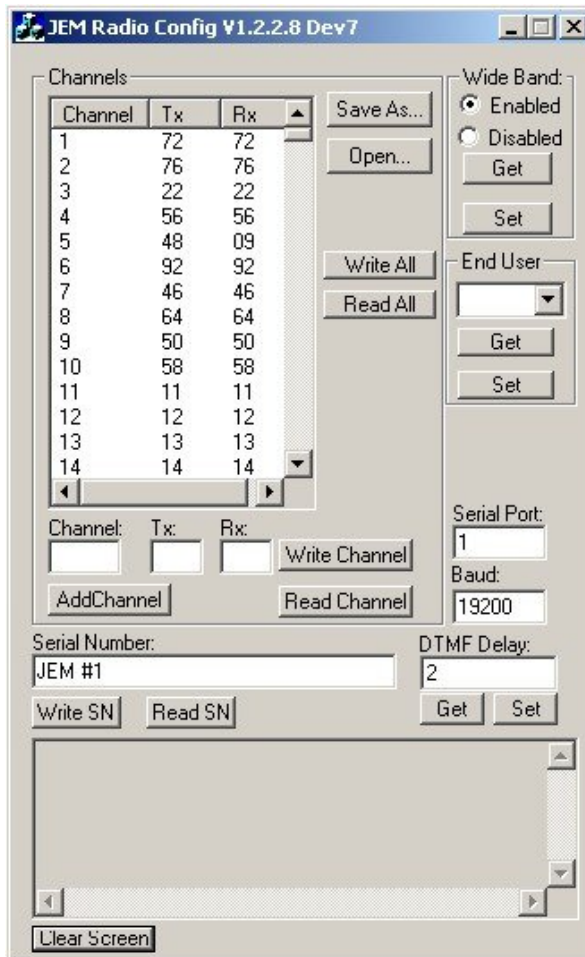 JEM Radio Config V1.2.2.8 Dev7
Channels
Channel Tx Rx
1 72 72
2 76 76
3 22 22
4 56 56
5 48 09
6 92 92
7 46 46
8 64 64
9 50 50
10 58 58
11 11 11
12 12 12
13 13 13
14 14 14
Save As...
Open...
Write All
Read All
Wide Band:
Enabled
Disabled
Get
Set
End User
Get
Set
Channel: Tx: Rx:
Write Channel
AddChannel
Read Channel
Serial Port:
1
Baud:
19200
Serial Number:
JEM #1
Write SN
Read SN
DTMF Delay:
2
Get
Set
Clear Screen